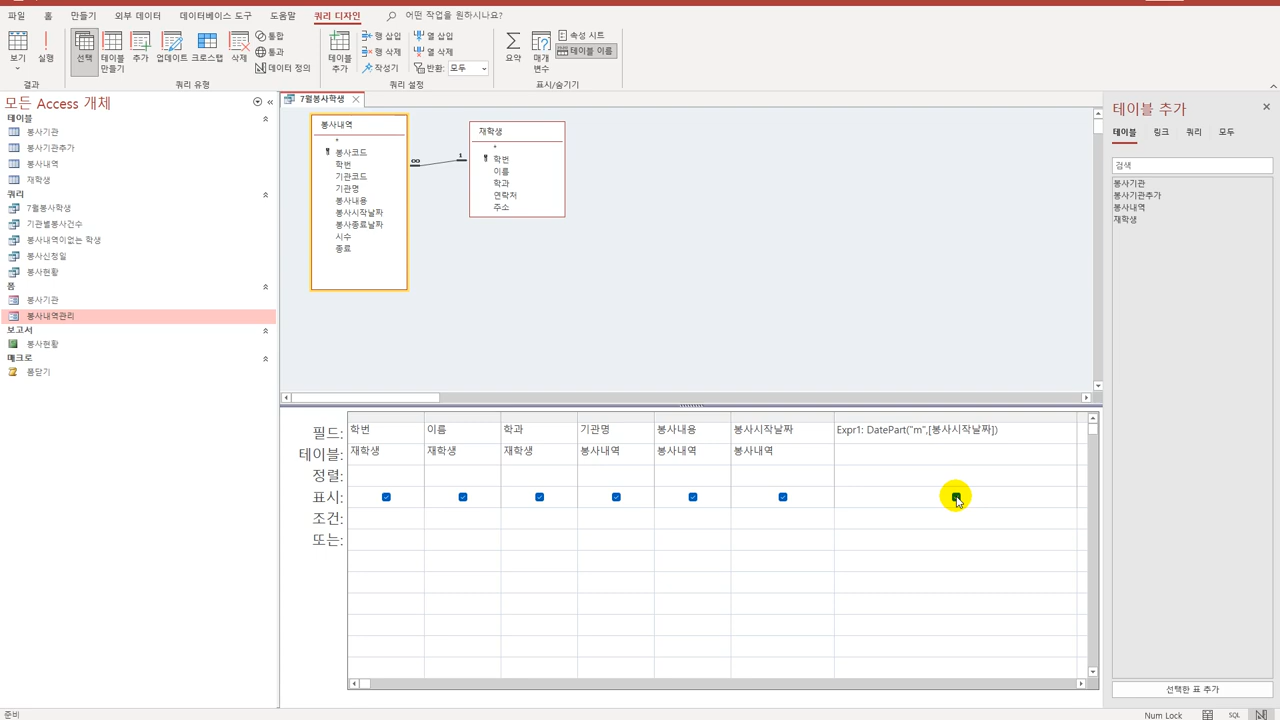 파일 홈 만들기 외부 데이터 데이터베이스 도구 도움말 쿼리 디자인 어떤 작업을 원하시나요?
보기 실행 선택 테이블 만들기 추가 업데이트 크로스탭 삭제 통합 통과 데이터 정의
테이블 추가 행 삽입 행 삭제 작성기 열 삽입 열 삭제 반환: 모두
요약 매개 변수 속성 시트 테이블 이름
결과 쿼리 유형 쿼리 설정 표시/숨기기
모든 Access 개체
테이블
봉사기관
봉사기관추가
봉사내역
재학생
쿼리
7월봉사학생
기관별봉사건수
봉사내역이없는 학생
봉사신청일
봉사현황
폼
봉사기관
봉사내역관리
보고서
봉사현황
매크로
폼닫기
7월봉사학생
봉사내역
*
봉사코드
학번
기관코드
기관명
봉사내용
봉사시작날짜
봉사종료날짜
시수
종료
∞ 1
재학생
*
학번
이름
학과
연락처
주소
필드: 학번 이름 학과 기관명 봉사내용 봉사시작날짜 Expr1: DatePart("m",[봉사시작날짜])
테이블: 재학생 재학생 재학생 봉사내역 봉사내역 봉사내역
정렬:
표시:
조건:
또는:
테이블 추가
테이블 링크 쿼리 모두
검색
봉사기관
봉사기관추가
봉사내역
재학생
선택한 표 추가
준비 Num Lock SQL